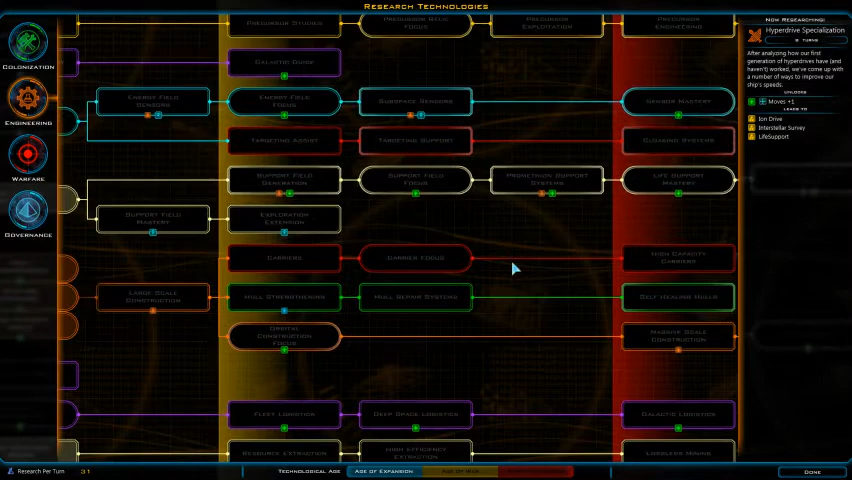 Research Technologies
Colonization
Engineering
Warfare
Governance
Precursor Studies
Precursor Relic
Focus
Precursor
Exploitation
Precursor
Engineering
Galactic Guide
Energy Field
Sensors
Energy Field
Focus
Subspace Sensors
Sensor Mastery
Targeting Assist
Targeting Support
Cloaking Systems
Support Field
Generation
Support Field
Focus
Promethion Support
Systems
Life Support
Mastery
Support Field
Mastery
Exploration
Extension
Carriers
Carrier Focus
High Capacity
Carriers
Large Scale
Construction
Hull Strengthening
Hull Repair Systems
Self Healing Hulls
Orbital
Construction
Focus
Massive Scale
Construction
Fleet Logistics
Deep Space Logistics
Galactic Logistics
Resource Extraction
High Efficiency
Extraction
Lossless Mining
Now Researching:
Hyperdrive Specialization
After analyzing how our first
generation of hyperdrives have (and
haven't) worked, we've come up with
a number of ways to improve our
ship's speeds.
Unlocks
Moves +1
Leads To
Ion Drive
Interstellar Survey
LifeSupport
Research Per Turn 31
Technological Age
Age of Expansion
Age of War
Done